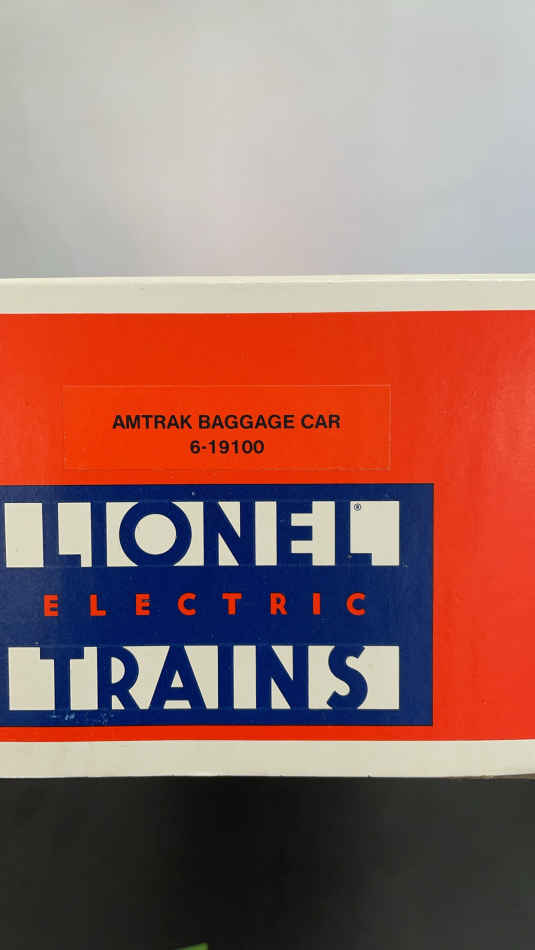 AMTRAK BAGGAGE CAR
6-19100
LIONEL®
ELECTRIC
TRAINS